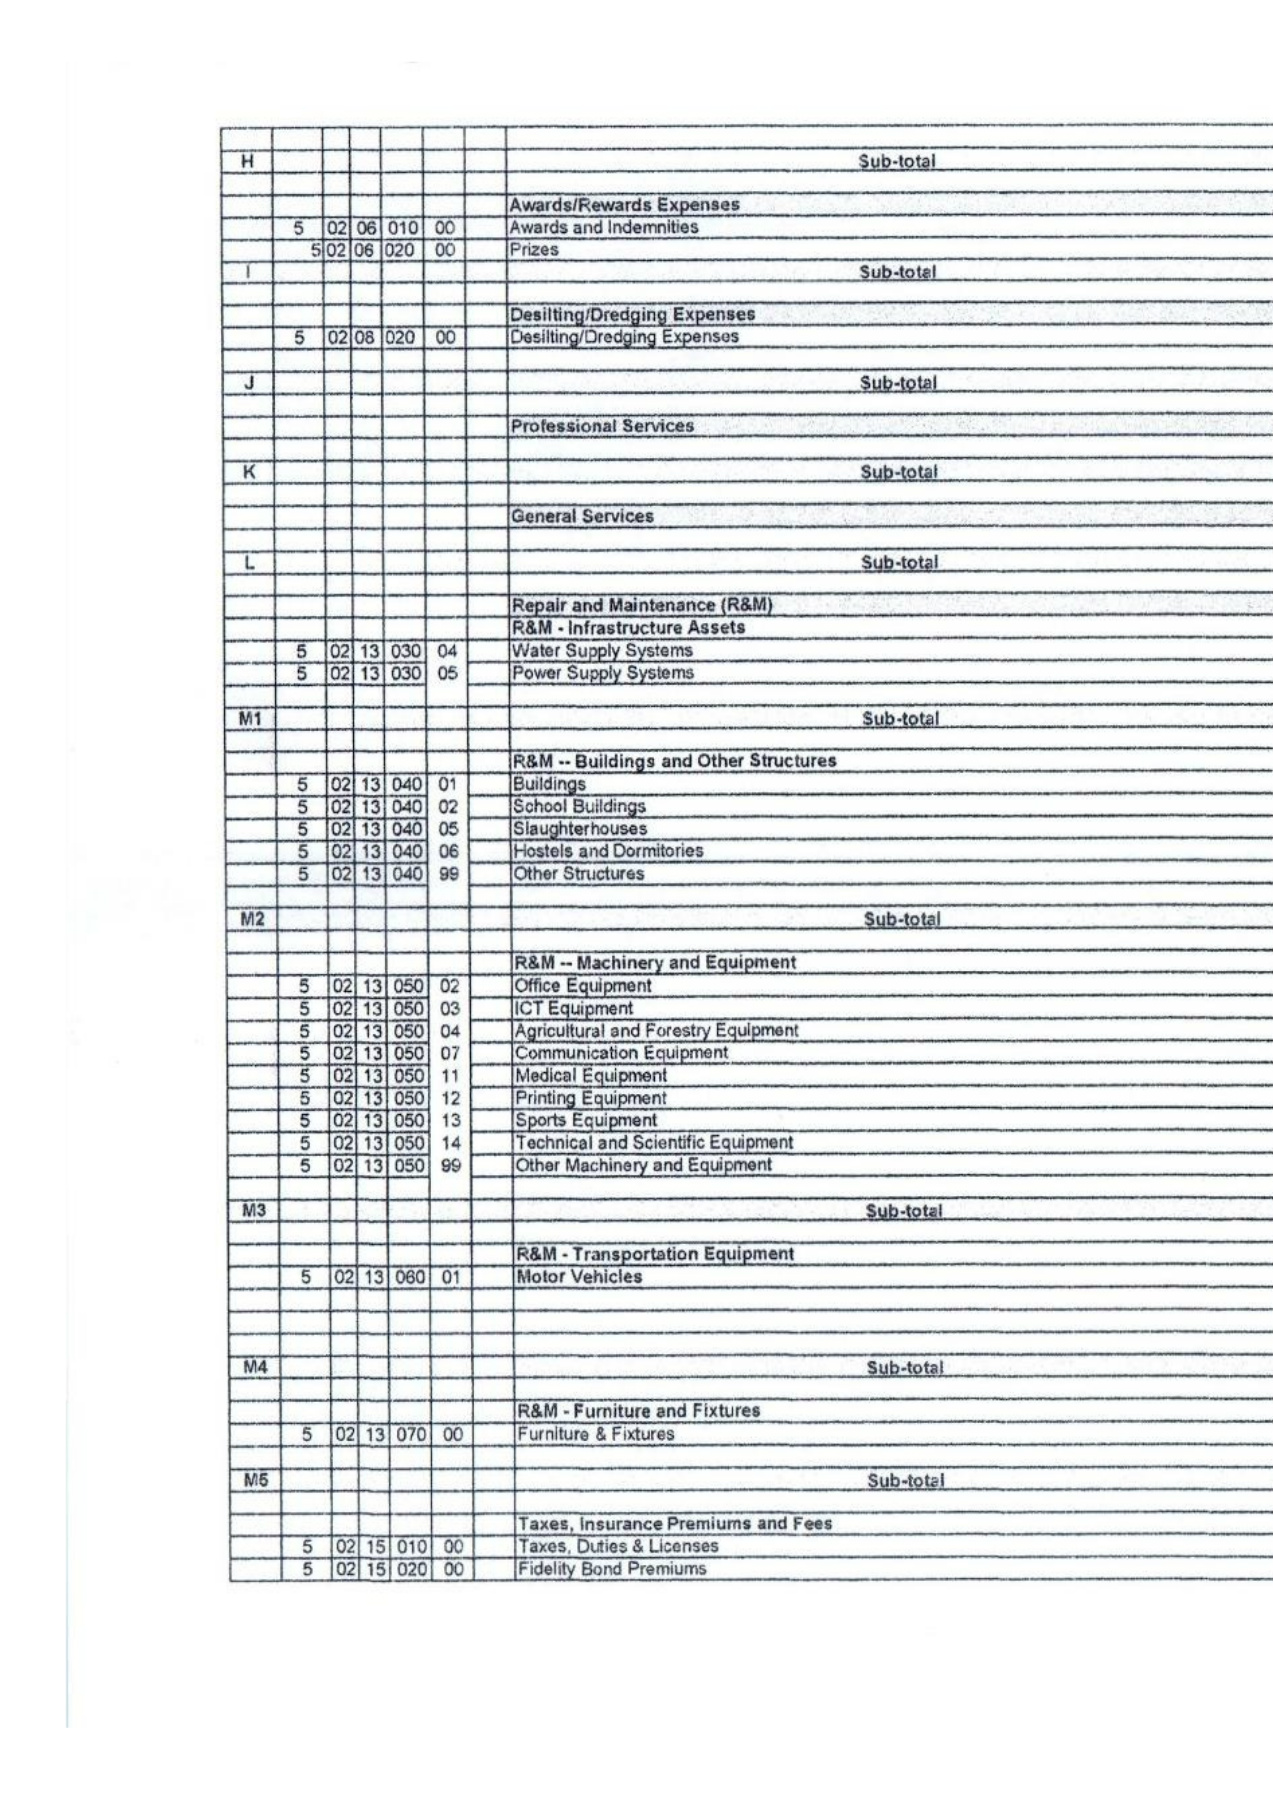 H Sub-total
Awards/Rewards Expenses
5 02 06 010 00 Awards and Indemnities
5 02 06 020 00 Prizes
I Sub-total
Desilting/Dredging Expenses
5 02 08 020 00 Desilting/Dredging Expenses
J Sub-total
Professional Services
K Sub-total
General Services
L Sub-total
Repair and Maintenance (R&M)
R&M - Infrastructure Assets
5 02 13 030 04 Water Supply Systems
5 02 13 030 05 Power Supply Systems
M1 Sub-total
R&M -- Buildings and Other Structures
5 02 13 040 01 Buildings
5 02 13 040 02 School Buildings
5 02 13 040 05 Slaughterhouses
5 02 13 040 06 Hostels and Dormitories
5 02 13 040 99 Other Structures
M2 Sub-total
R&M -- Machinery and Equipment
5 02 13 050 02 Office Equipment
5 02 13 050 03 ICT Equipment
5 02 13 050 04 Agricultural and Forestry Equipment
5 02 13 050 07 Communication Equipment
5 02 13 050 11 Medical Equipment
5 02 13 050 12 Printing Equipment
5 02 13 050 13 Sports Equipment
5 02 13 050 14 Technical and Scientific Equipment
5 02 13 050 99 Other Machinery and Equipment
M3 Sub-total
R&M - Transportation Equipment
5 02 13 060 01 Motor Vehicles
M4 Sub-total
R&M - Furniture and Fixtures
5 02 13 070 00 Furniture & Fixtures
M5 Sub-total
Taxes, Insurance Premiums and Fees
5 02 15 010 00 Taxes, Duties & Licenses
5 02 15 020 00 Fidelity Bond Premiums